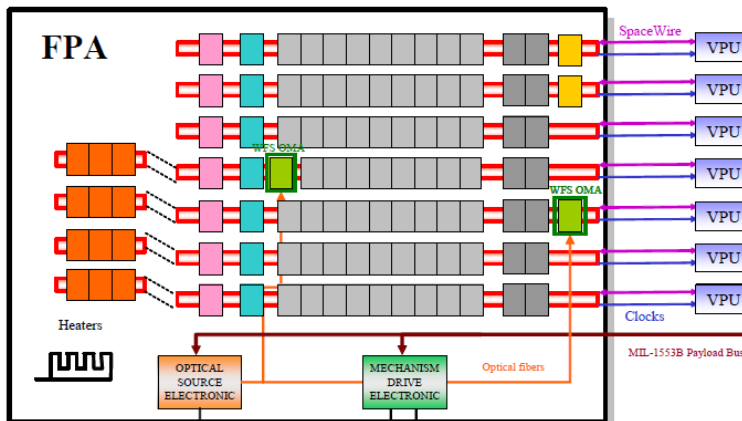 SpaceWire
FPA
VPU
VPU
VPU
WFS OMA
VPU
WFS OMA
VPU
VPU
VPU
Clocks
Heaters
MIL-1553B Payload Bus
OPTICAL
SOURCE
ELECTRONIC
MECHANISM
DRIVE
ELECTRONIC
Optical fibers